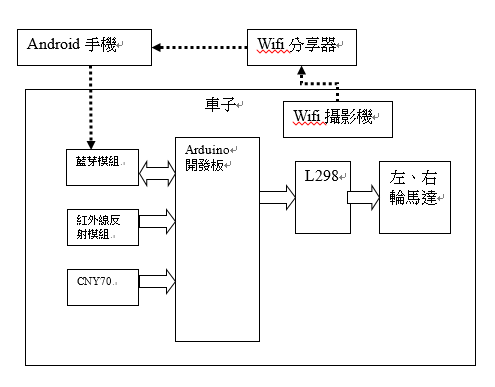 Android 手機
Wifi 分享器
車子
Wifi 攝影機
藍芽模組
Arduino
開發板
L298
左、右
輪馬達
紅外線反
射模組
CNY70